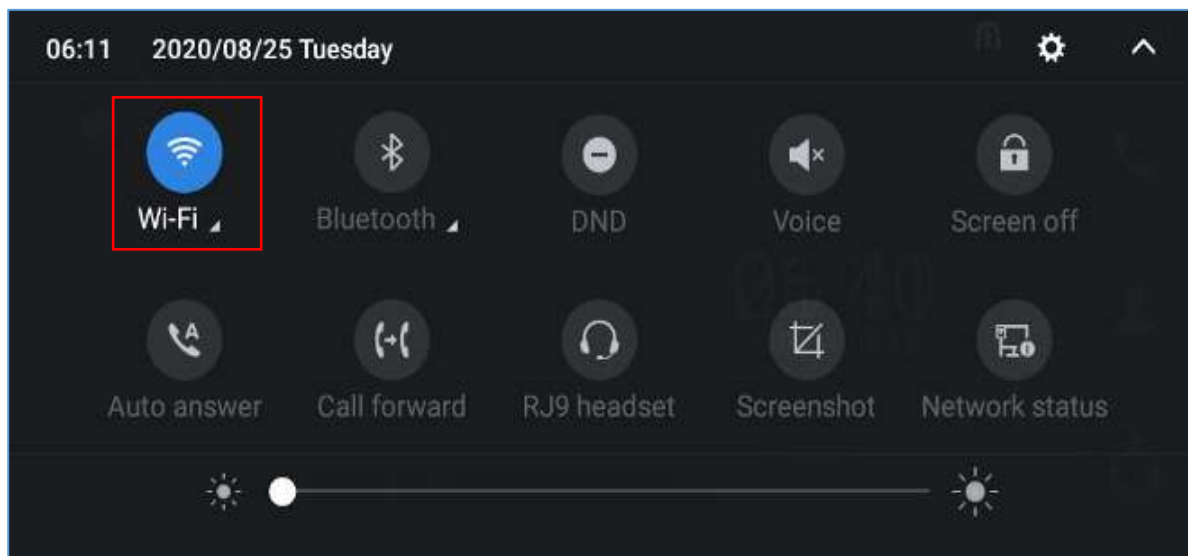 06:11 2020/08/25 Tuesday
Wi-Fi Bluetooth DND Voice Screen off
Auto answer Call forward RJ9 headset Screenshot Network status